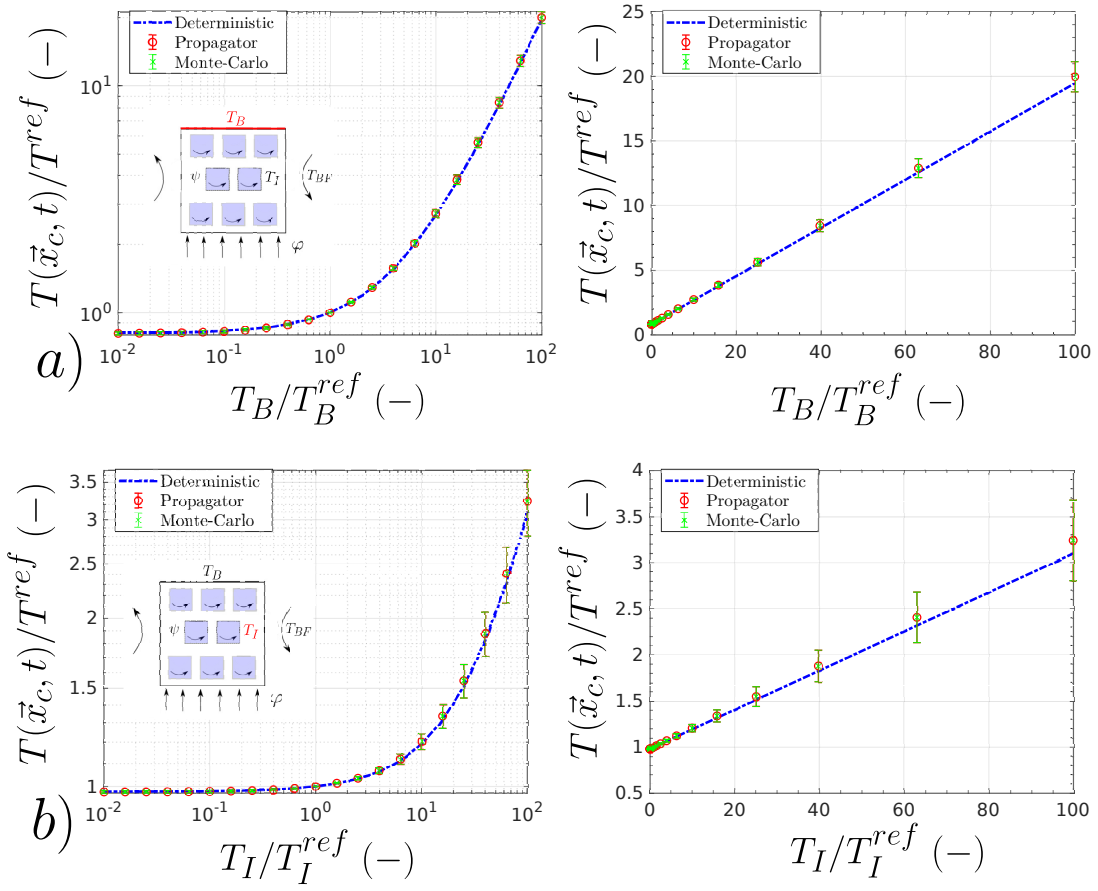 Deterministic
Propagator
Monte-Carlo
T(x⃗_c, t)/T^ref (−)
10^1
10^0
T_B
ψ
T_I
T_BF
φ
10^-2 10^-1 10^0 10^1 10^2
T_B/T_B^ref (−)
a)
Deterministic
Propagator
Monte-Carlo
T(x⃗_c, t)/T^ref (−)
25
20
15
10
5
0
0 20 40 60 80 100
T_B/T_B^ref (−)
Deterministic
Propagator
Monte-Carlo
T(x⃗_c, t)/T^ref (−)
3.5
3
2.5
2
1.5
1
T_B
ψ
T_I
T_BF
φ
10^-2 10^-1 10^0 10^1 10^2
T_I/T_I^ref (−)
b)
Deterministic
Propagator
Monte-Carlo
T(x⃗_c, t)/T^ref (−)
4
3.5
3
2.5
2
1.5
1
0.5
0 20 40 60 80 100
T_I/T_I^ref (−)